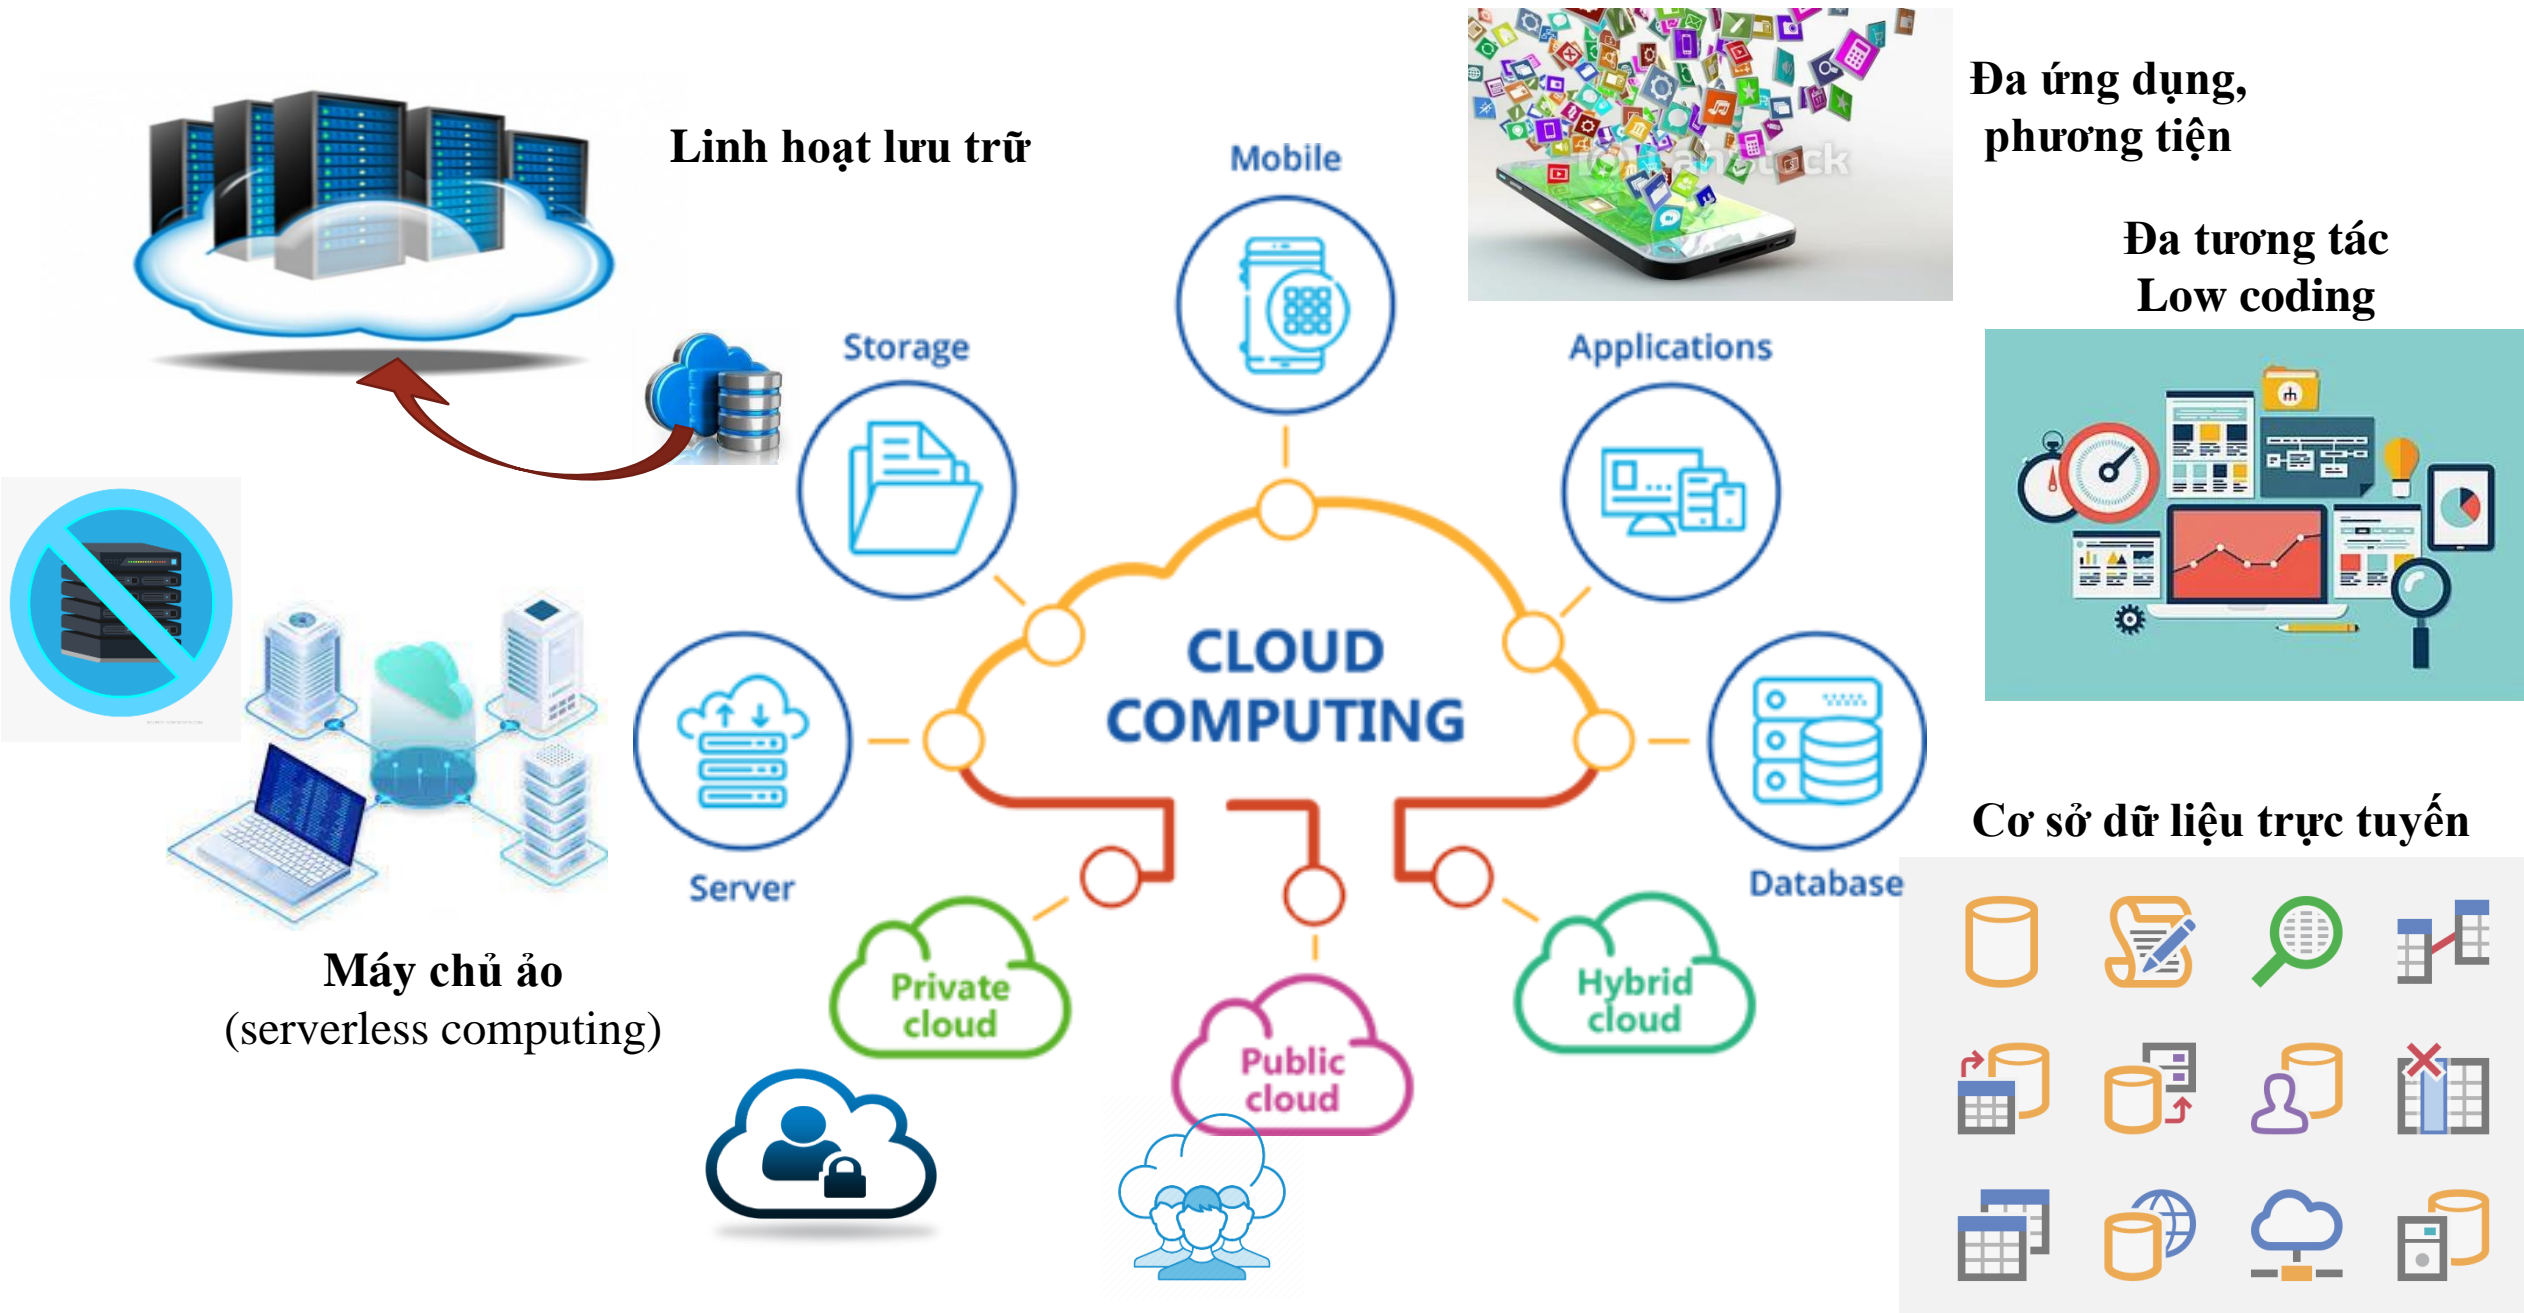 Linh hoạt lưu trữ
Mobile
Đa ứng dụng,
phương tiện
Đa tương tác
Low coding
Storage
Applications
CLOUD
COMPUTING
Server
Database
Cơ sở dữ liệu trực tuyến
Máy chủ ảo
(serverless computing)
Private
cloud
Public
cloud
Hybrid
cloud